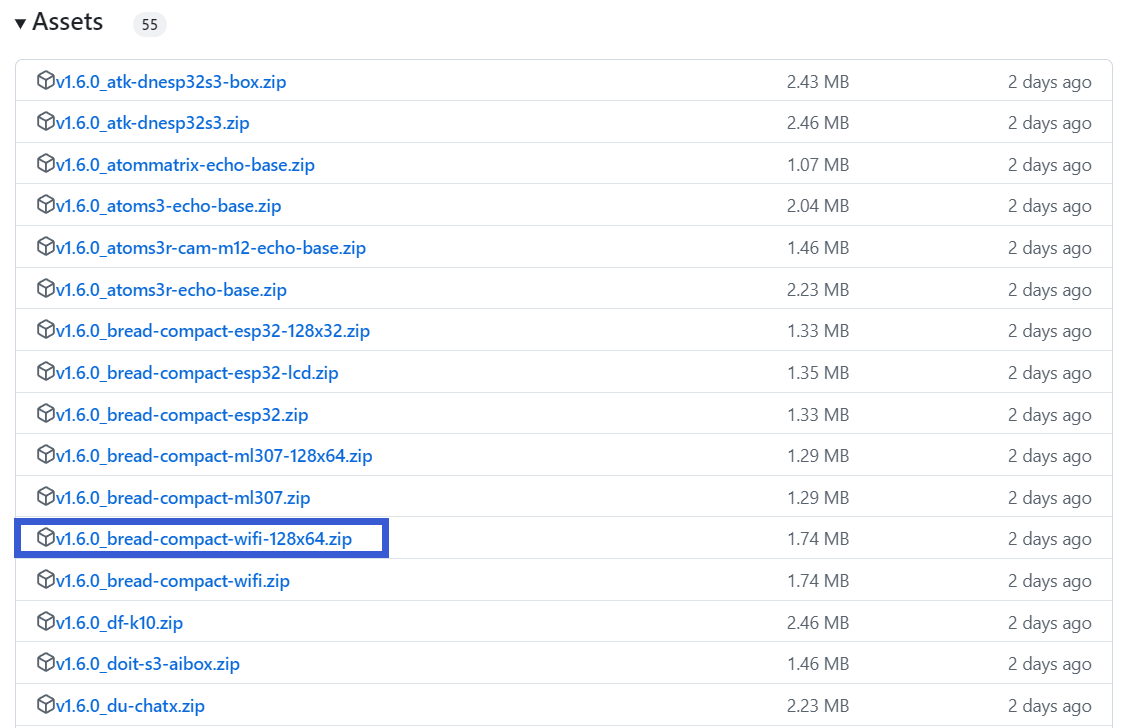 Assets 55
v1.6.0_atk-dnesp32s3-box.zip 2.43 MB 2 days ago
v1.6.0_atk-dnesp32s3.zip 2.46 MB 2 days ago
v1.6.0_atommatrix-echo-base.zip 1.07 MB 2 days ago
v1.6.0_atoms3-echo-base.zip 2.04 MB 2 days ago
v1.6.0_atoms3r-cam-m12-echo-base.zip 1.46 MB 2 days ago
v1.6.0_atoms3r-echo-base.zip 2.23 MB 2 days ago
v1.6.0_bread-compact-esp32-128x32.zip 1.33 MB 2 days ago
v1.6.0_bread-compact-esp32-lcd.zip 1.35 MB 2 days ago
v1.6.0_bread-compact-esp32.zip 1.33 MB 2 days ago
v1.6.0_bread-compact-ml307-128x64.zip 1.29 MB 2 days ago
v1.6.0_bread-compact-ml307.zip 1.29 MB 2 days ago
v1.6.0_bread-compact-wifi-128x64.zip 1.74 MB 2 days ago
v1.6.0_bread-compact-wifi.zip 1.74 MB 2 days ago
v1.6.0_df-k10.zip 2.46 MB 2 days ago
v1.6.0_doit-s3-aibox.zip 1.46 MB 2 days ago
v1.6.0_du-chatx.zip 2.23 MB 2 days ago